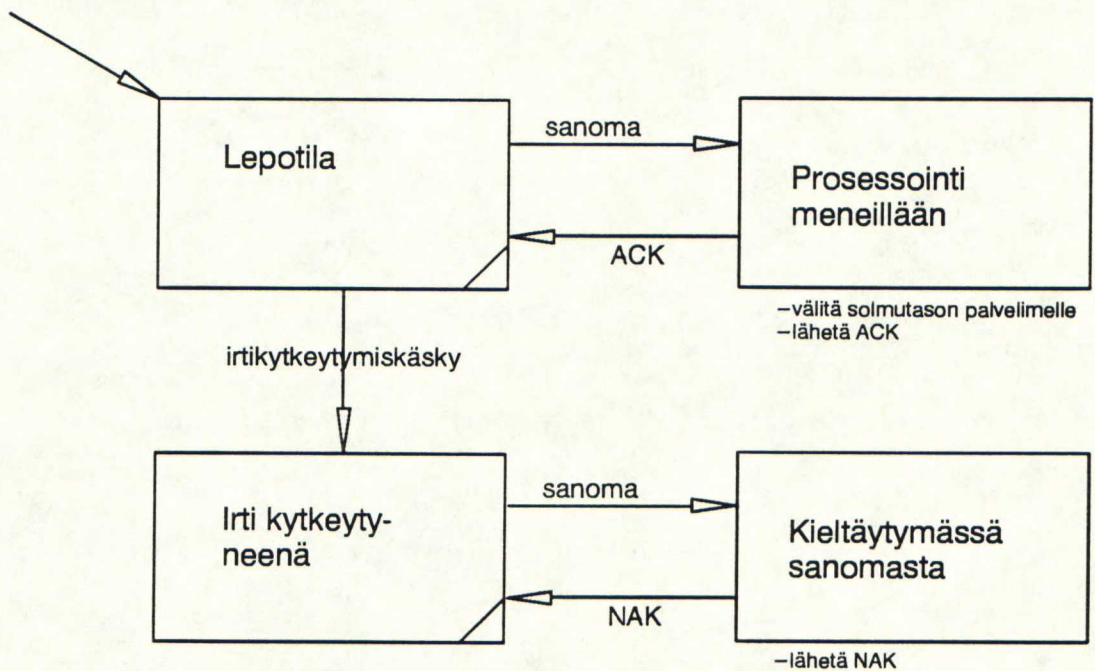 Lepotila
sanoma
Prosessointi
meneillään
ACK
–välitä solmutason palvelimelle
–lähetä ACK
irtikytkeytymiskäsky
Irti kytkeyty-
neenä
sanoma
Kieltäytymässä
sanomasta
NAK
–lähetä NAK